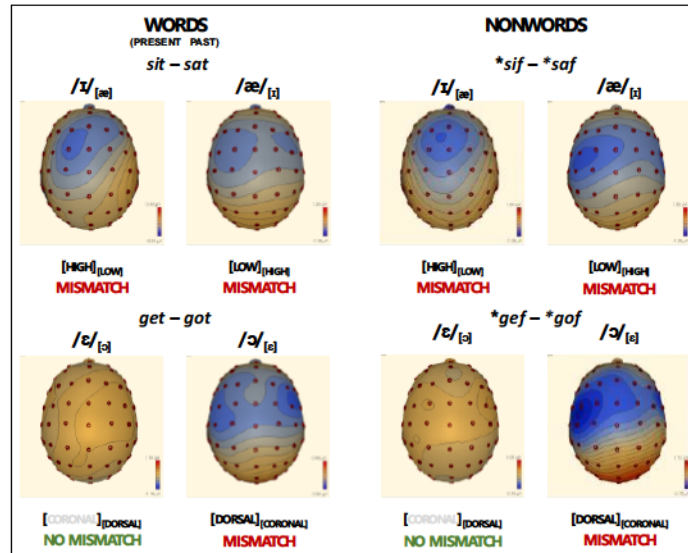 WORDS NONWORDS
(PRESENT PAST)
sit – sat *sif – *saf
/ɪ/[æ] /æ/[ɪ] /ɪ/[æ] /æ/[ɪ]
[HIGH][LOW] [LOW][HIGH] [HIGH][LOW] [LOW][HIGH]
MISMATCH MISMATCH MISMATCH MISMATCH
get – got *gef – *gof
/ɛ/[ɔ] /ɔ/[ɛ] /ɛ/[ɔ] /ɔ/[ɛ]
[CORONAL][DORSAL] [DORSAL][CORONAL] [CORONAL][DORSAL] [DORSAL][CORONAL]
NO MISMATCH MISMATCH NO MISMATCH MISMATCH